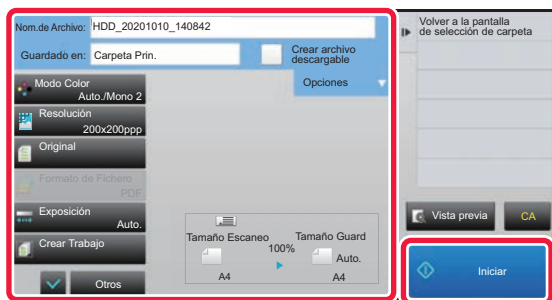 Nom.de Archivo: HDD_20201010_140842
Guardado en: Carpeta Prin.
Crear archivo
descargable
Opciones
Modo Color
Auto./Mono 2
Resolución
200x200ppp
Original
Formato de Fichero
PDF
Exposición
Auto.
Crear Trabajo
Otros
Tamaño Escaneo
100%
Tamaño Guard
Auto.
A4
A4
Volver a la pantalla
de selección de carpeta
Vista previa
CA
Iniciar